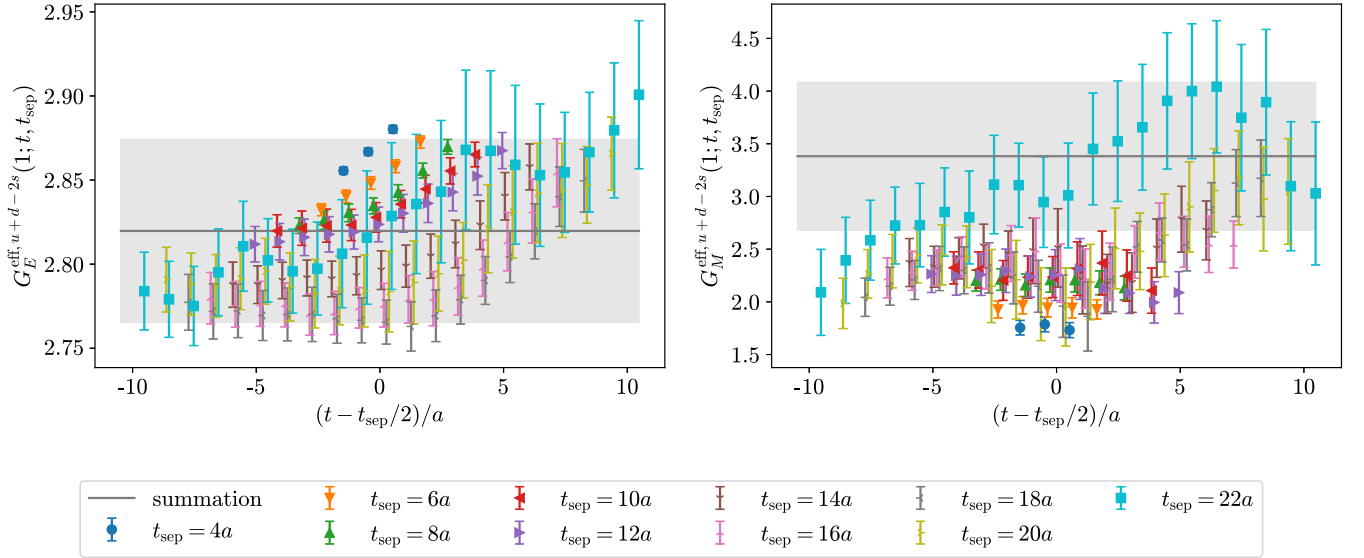 2.95
2.90
2.85
2.80
2.75
G_E^{eff, u+d−2s}(1; t, t_sep)
-10 -5 0 5 10
(t − t_sep/2)/a
4.5
4.0
3.5
3.0
2.5
2.0
1.5
G_M^{eff, u+d−2s}(1; t, t_sep)
-10 -5 0 5 10
(t − t_sep/2)/a
summation t_sep = 6a t_sep = 10a t_sep = 14a t_sep = 18a t_sep = 22a
t_sep = 4a t_sep = 8a t_sep = 12a t_sep = 16a t_sep = 20a